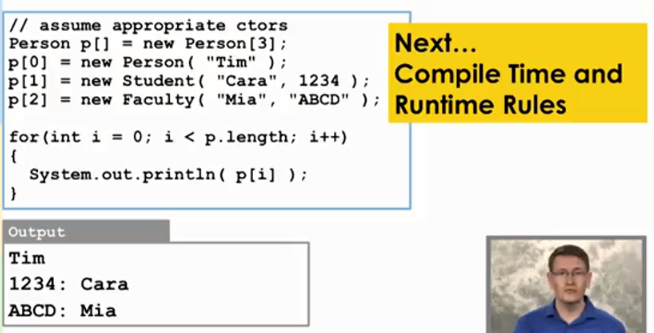 // assume appropriate ctors
Person p[] = new Person[3];
p[0] = new Person( "Tim" );
p[1] = new Student( "Cara", 1234 );
p[2] = new Faculty( "Mia", "ABCD" );
for(int i = 0; i < p.length; i++)
{
System.out.println( p[i] );
}
Next...
Compile Time and
Runtime Rules
Output
Tim
1234: Cara
ABCD: Mia